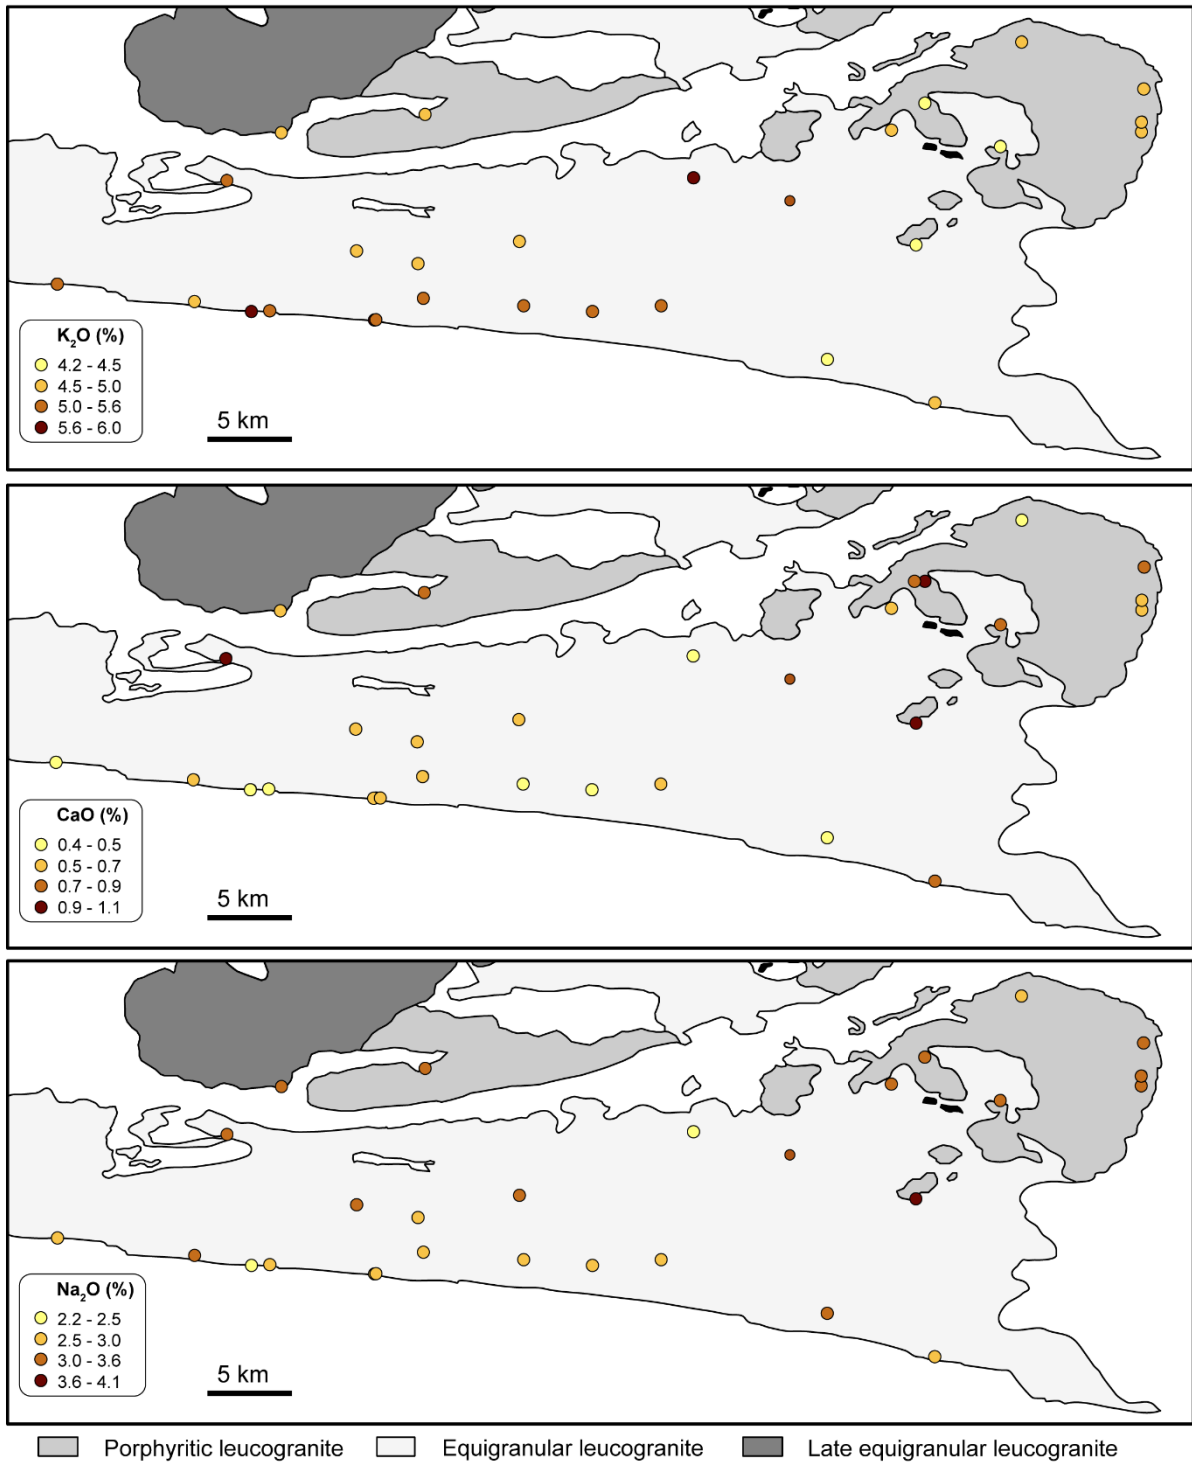 K₂O (%)
4.2 - 4.5
4.5 - 5.0
5.0 - 5.6
5.6 - 6.0
5 km
CaO (%)
0.4 - 0.5
0.5 - 0.7
0.7 - 0.9
0.9 - 1.1
5 km
Na₂O (%)
2.2 - 2.5
2.5 - 3.0
3.0 - 3.6
3.6 - 4.1
5 km
Porphyritic leucogranite Equigranular leucogranite Late equigranular leucogranite